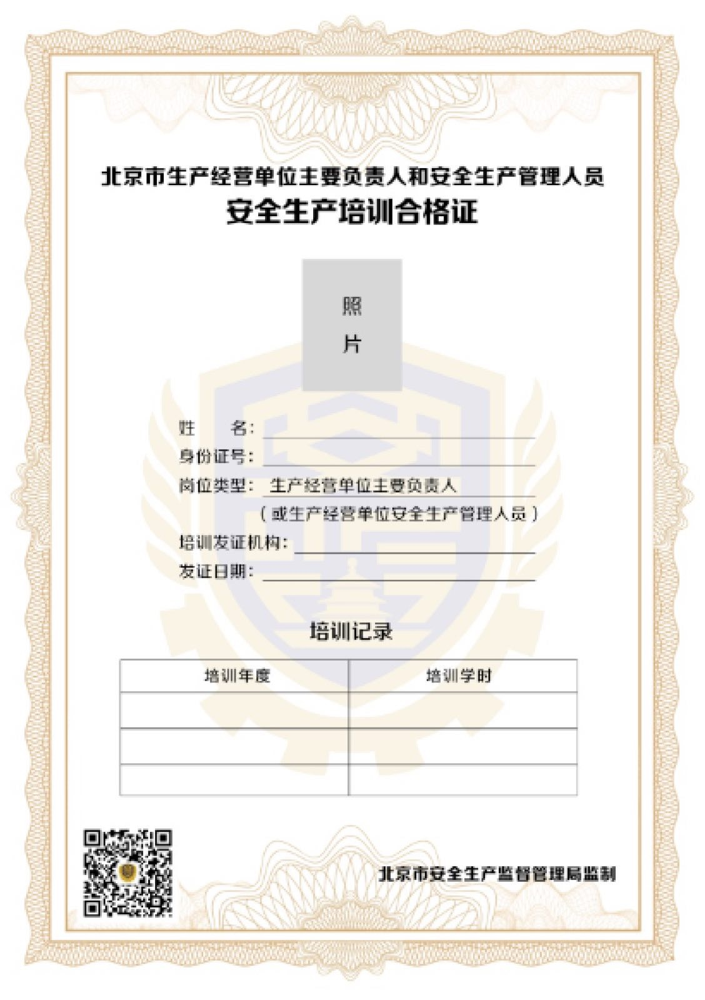 北京市生产经营单位主要负责人和安全生产管理人员
安全生产培训合格证
照
片
姓 名：
身份证号：
岗位类型： 生产经营单位主要负责人
（或生产经营单位安全生产管理人员）
培训发证机构：
发证日期：
培训记录
培训年度 培训学时
北京市安全生产监督管理局监制